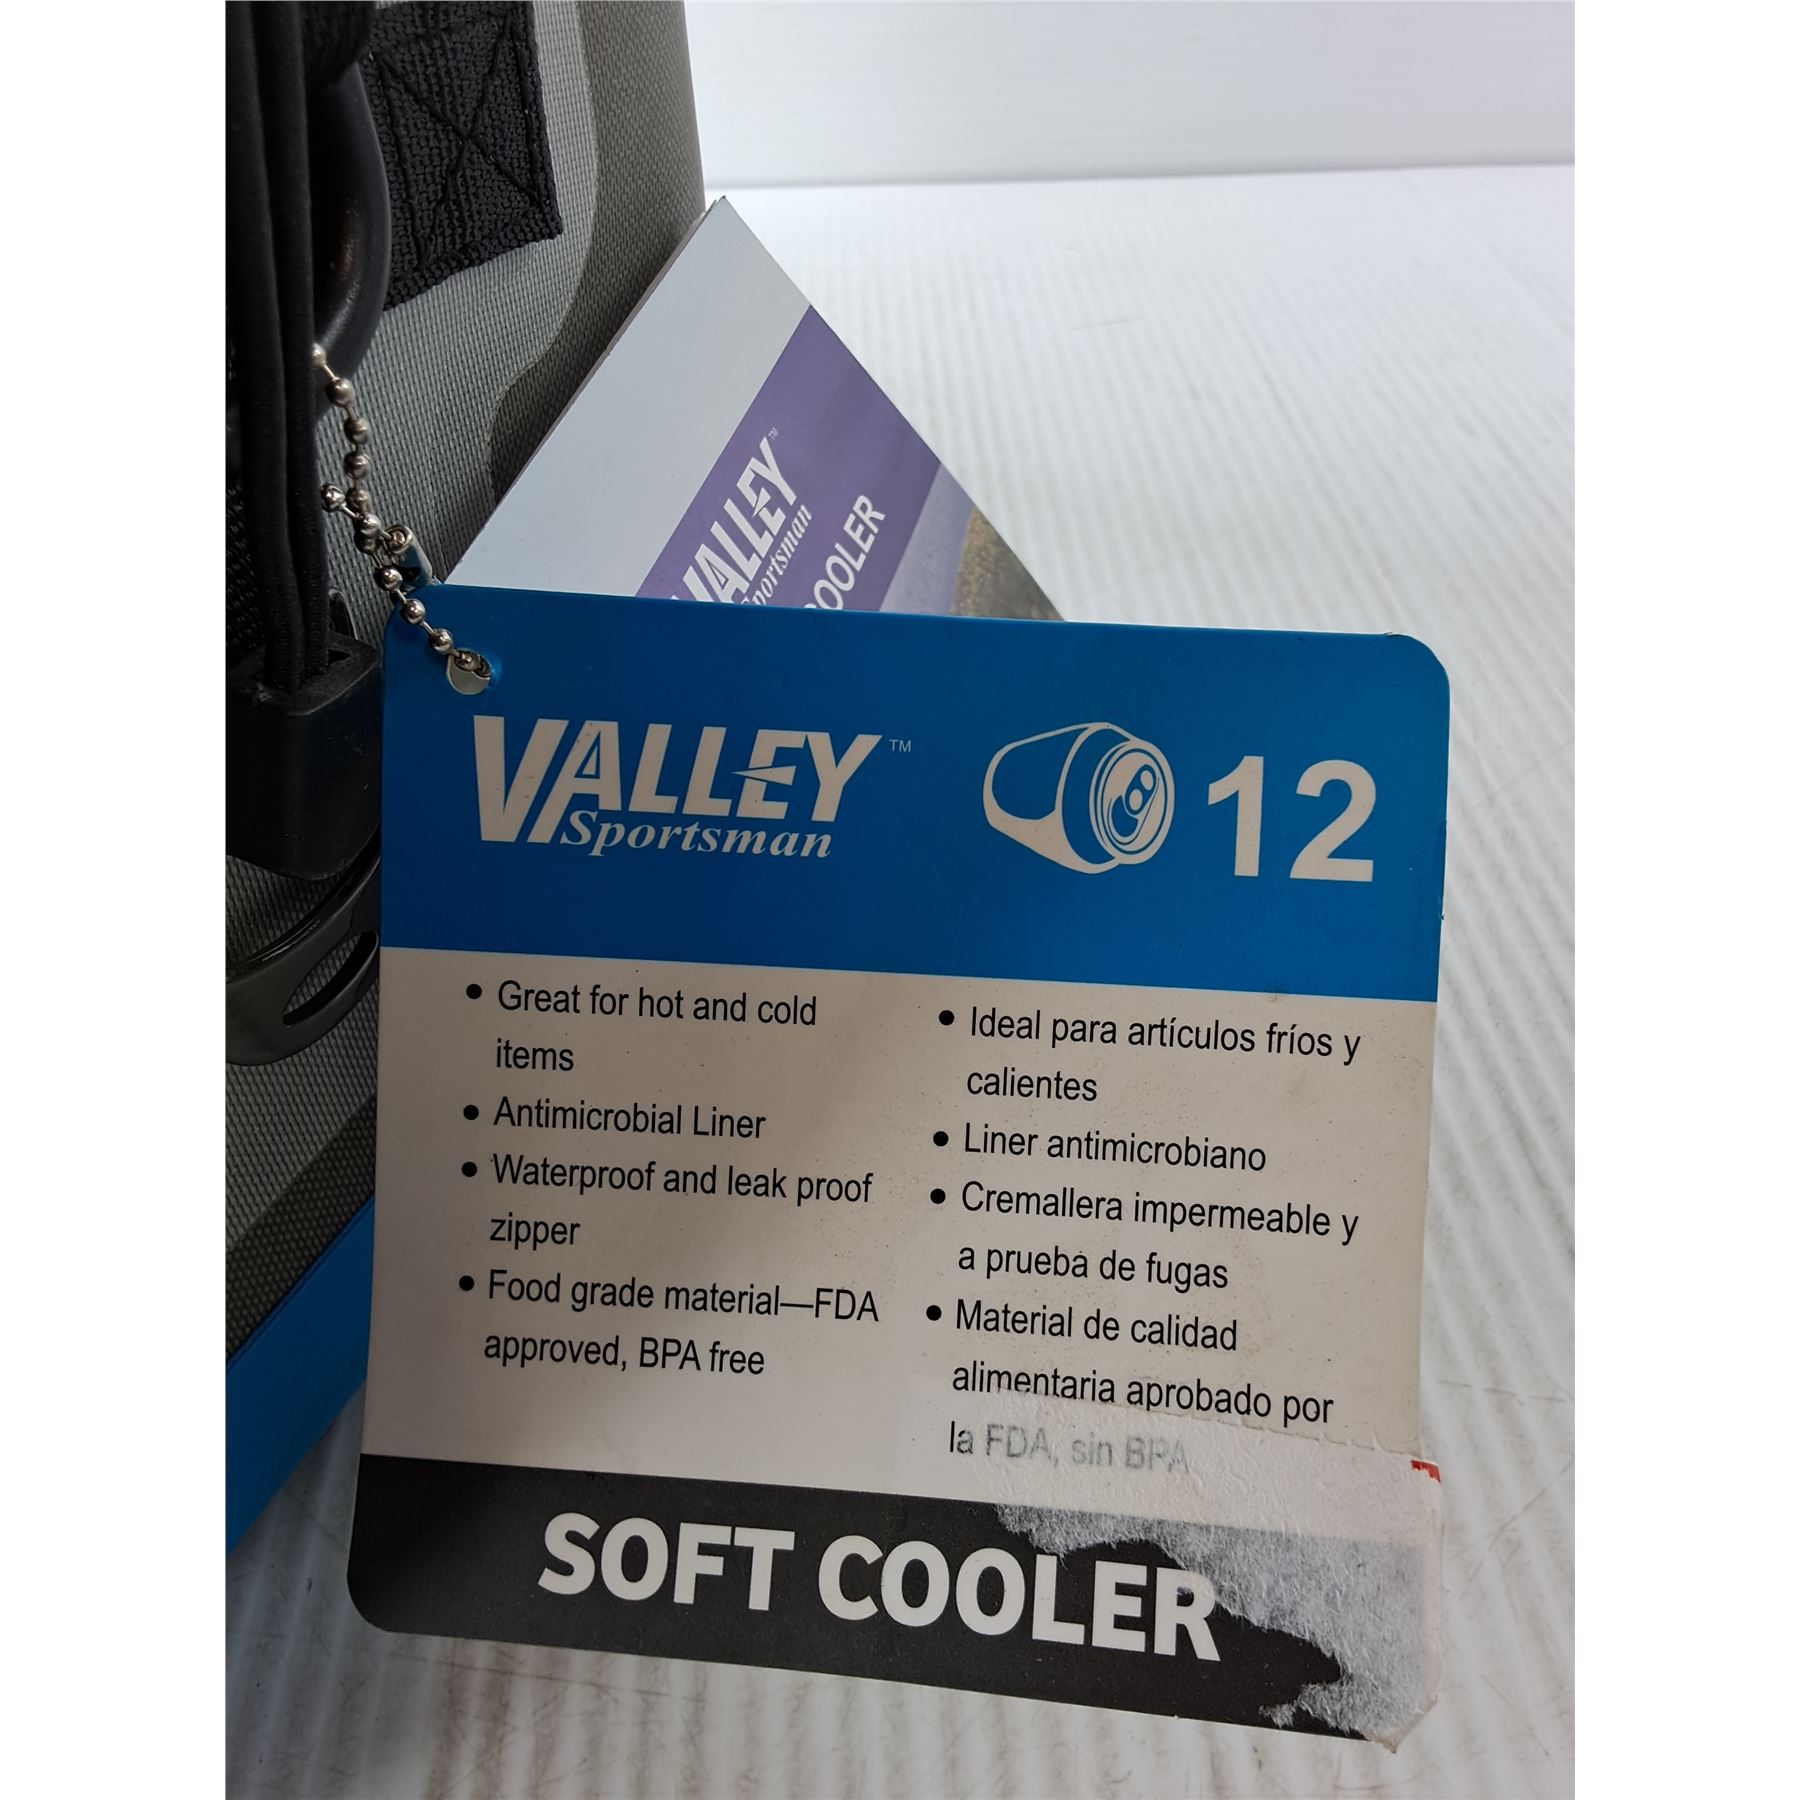 VALLEY™
Sportsman
COOLER
VALLEY™
Sportsman
12
• Great for hot and cold
items
• Antimicrobial Liner
• Waterproof and leak proof
zipper
• Food grade material—FDA
approved, BPA free
• Ideal para artículos fríos y
calientes
• Liner antimicrobiano
• Cremallera impermeable y
a prueba de fugas
• Material de calidad
alimentaria aprobado por
la FDA, sin BPA
SOFT COOLER